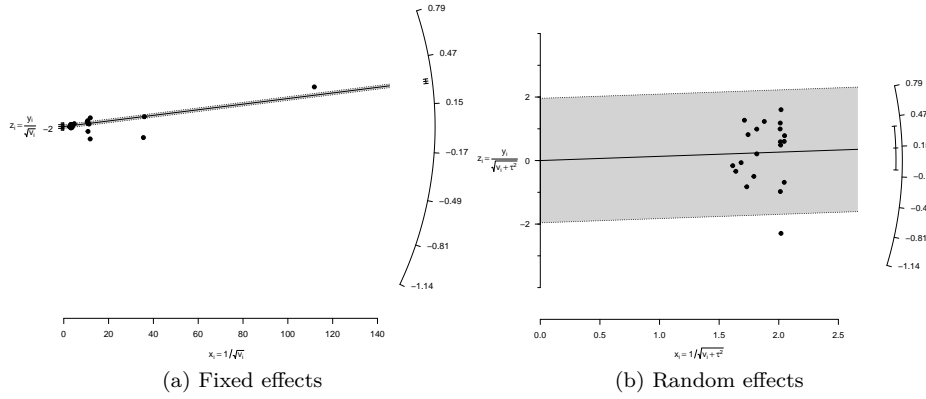 0.79
0.47
0.15
−0.17
−0.49
−0.81
−1.14
z_i = y_i / √v_i
−2
0 20 40 60 80 100 120 140
x_i = 1/√v_i
(a) Fixed effects
2
0
−2
z_i = y_i / √(v_i + τ²)
0.79
0.47
0.15
−0.81
−1.14
0.0 0.5 1.0 1.5 2.0 2.5
x_i = 1/√(v_i + τ²)
(b) Random effects